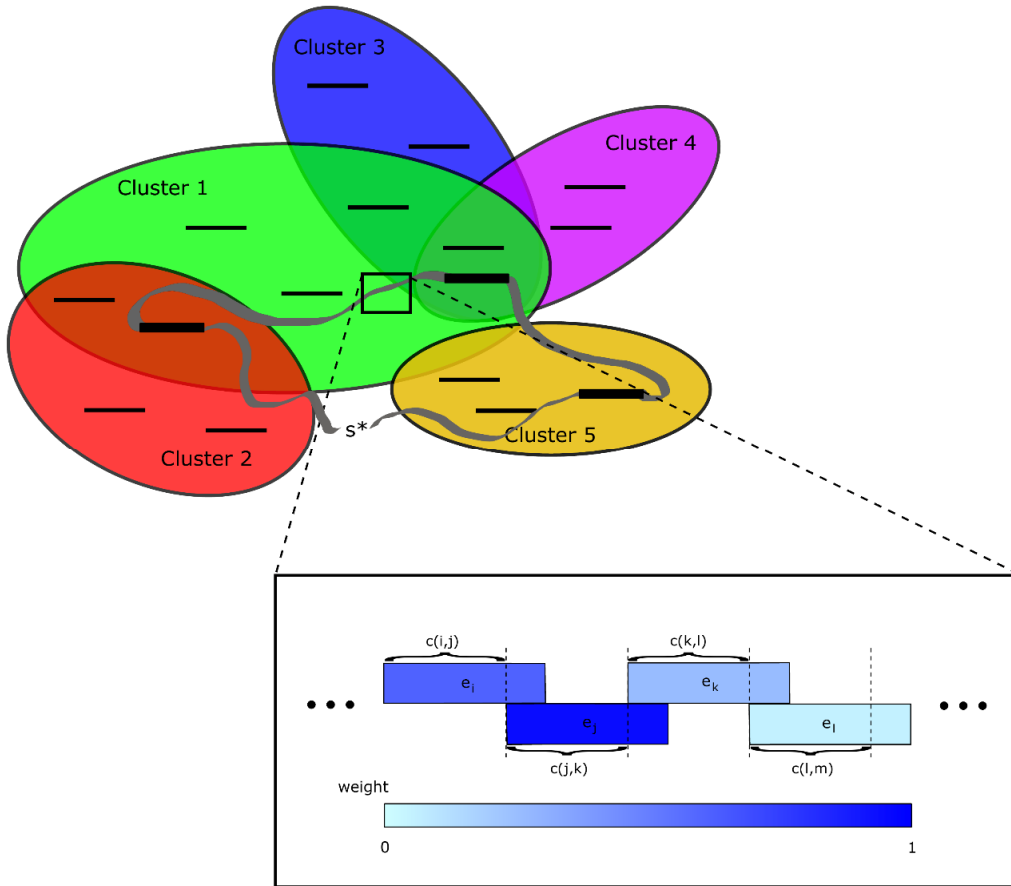 Cluster 3
Cluster 4
Cluster 1
s*
Cluster 5
Cluster 2
c(i,j)
c(k,l)
e_i
e_k
e_j
e_l
c(j,k)
c(l,m)
weight
0
1